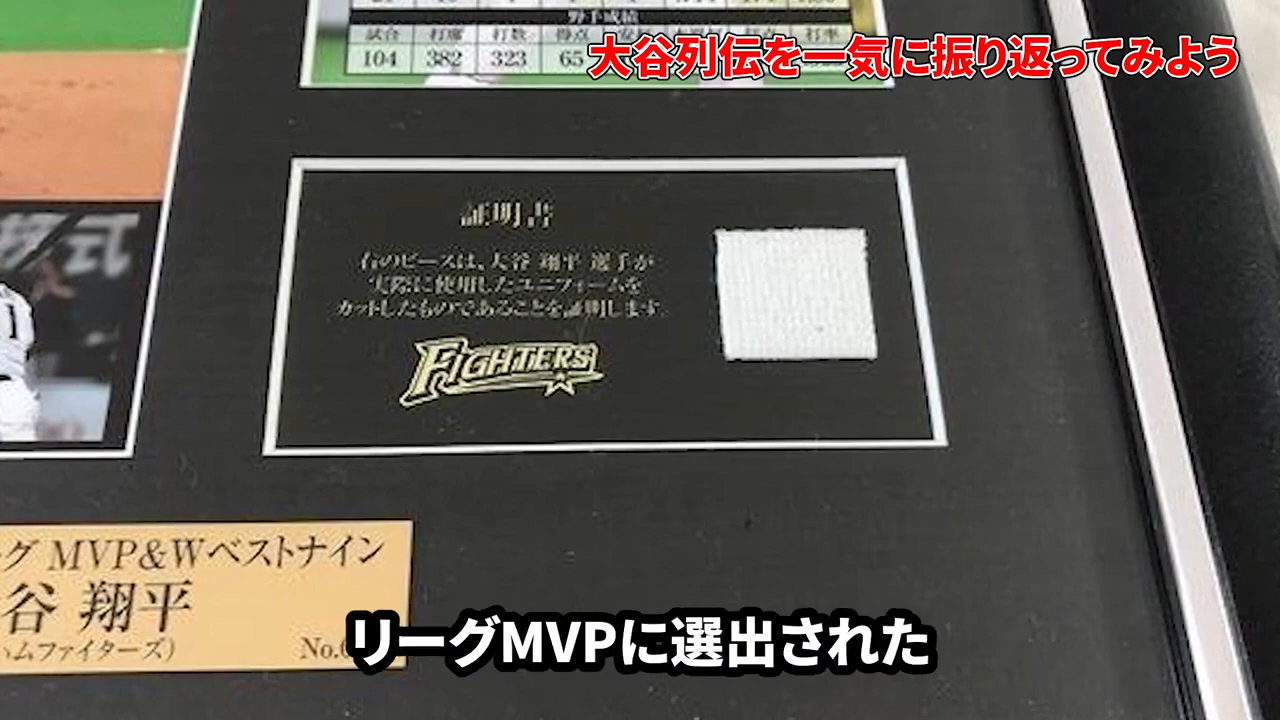 野手成績
試合 打席 打数 得点
104 382 323 65
大谷列伝を一気に振り返ってみよう
証明書
右のピースは、大谷 翔平 選手が
実際に使用したユニフォームを
カットしたものであることを証明します
FIGHTERS
1
グ MVP&Wベストナイン
谷 翔平
ハムファイターズ)
No.
リーグMVPに選出された